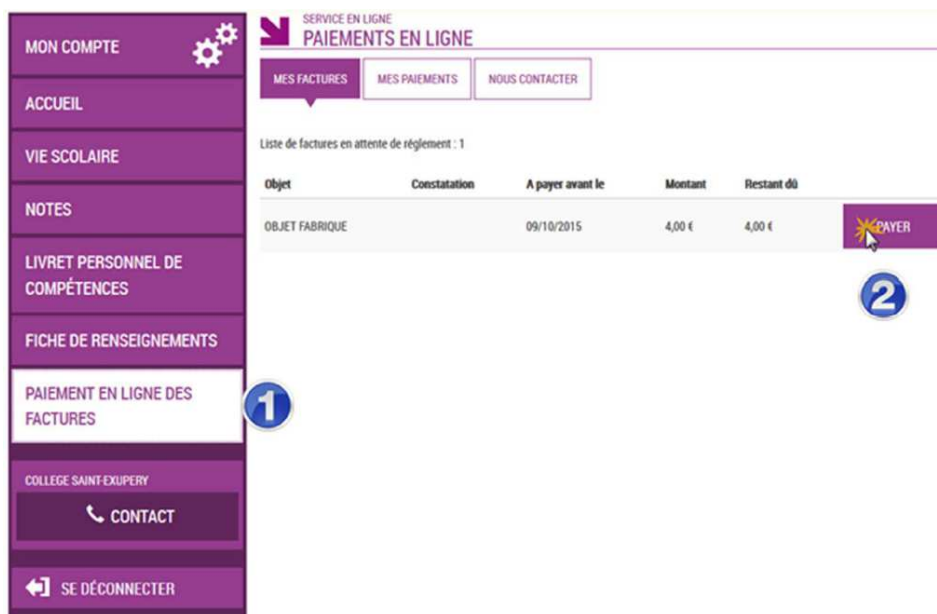 MON COMPTE
ACCUEIL
VIE SCOLAIRE
NOTES
LIVRET PERSONNEL DE
COMPÉTENCES
FICHE DE RENSEIGNEMENTS
PAIEMENT EN LIGNE DES
FACTURES
1
COLLEGE SAINT-EXUPERY
CONTACT
SE DÉCONNECTER
SERVICE EN LIGNE
PAIEMENTS EN LIGNE
MES FACTURES MES PAIEMENTS NOUS CONTACTER
Liste de factures en attente de réglement : 1
Objet Constatation A payer avant le Montant Restant dû
OBJET FABRIQUE 09/10/2015 4,00 € 4,00 € PAYER
2